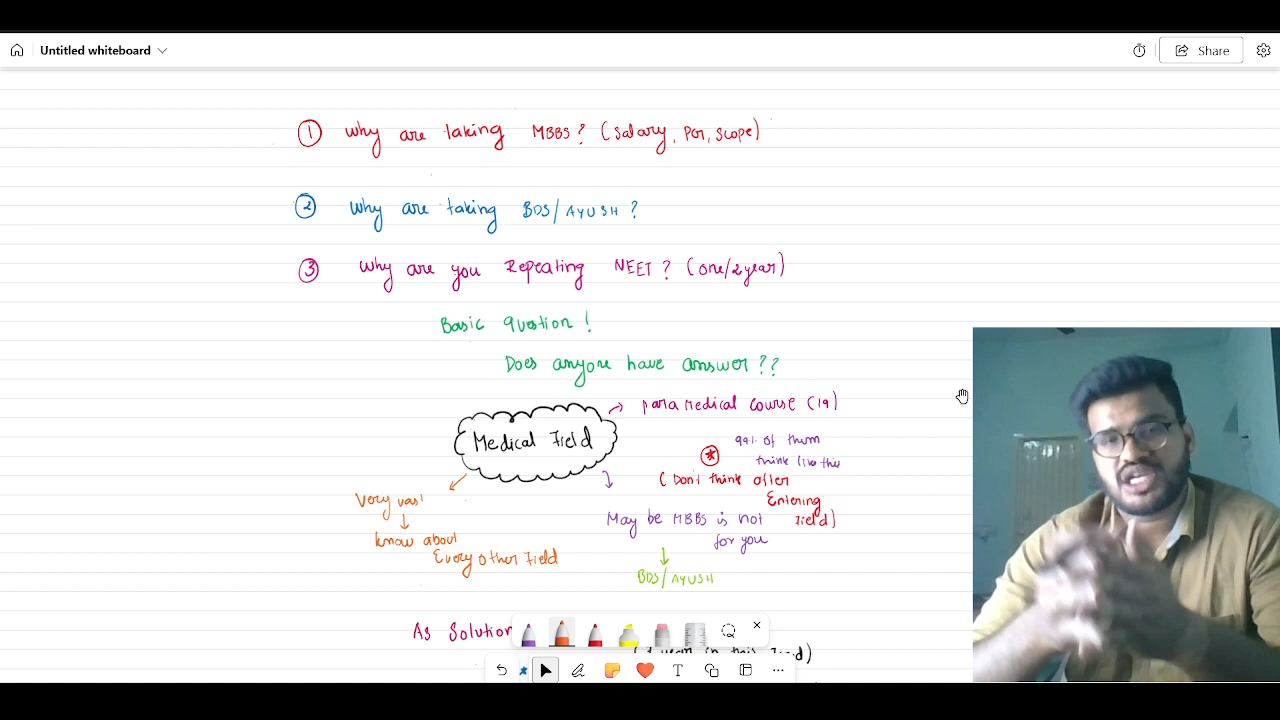 Untitled whiteboard
Share
① Why are taking MBBS? (Salary, Per, Scope)
② Why are taking BDS/AYUSH ?
③ Why are you Repeating NEET? (one/2 year)
Basic question !
Does anyone have answer ??
Medical Field
para Medical course (19)
99% of them
think like this
(Don't think after
Entering
Field)
Very vast
know about
Every other Field
May be MBBS is not
for you
BDS/AYUSH
As Solution
T